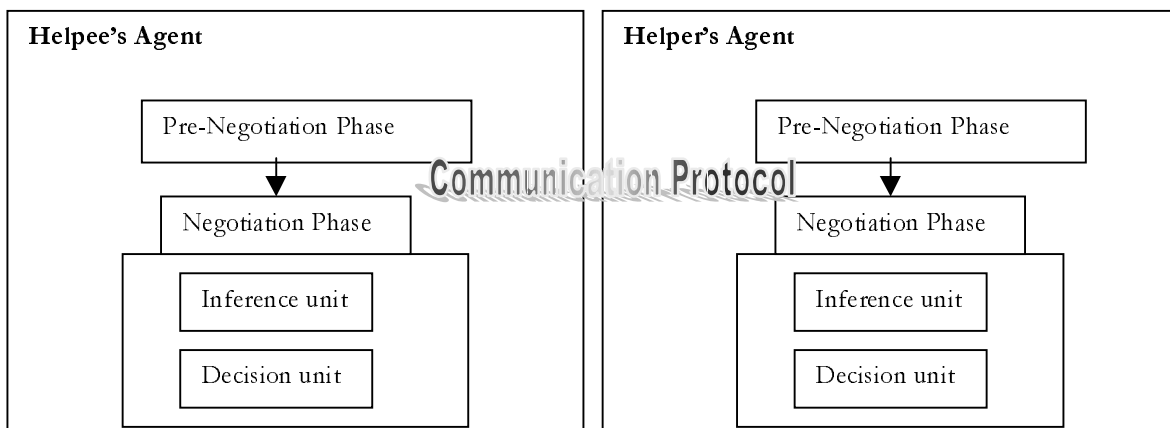 Helpee's Agent
Pre-Negotiation Phase
Negotiation Phase
Inference unit
Decision unit
Communication Protocol
Helper's Agent
Pre-Negotiation Phase
Negotiation Phase
Inference unit
Decision unit